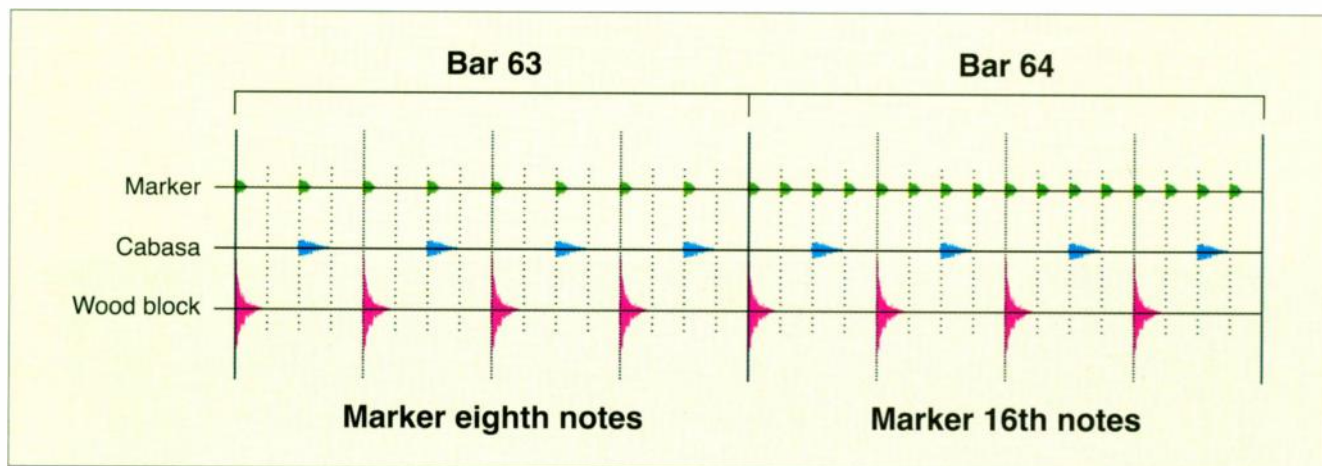 Bar 63 Bar 64
Marker
Cabasa
Wood block
Marker eighth notes Marker 16th notes